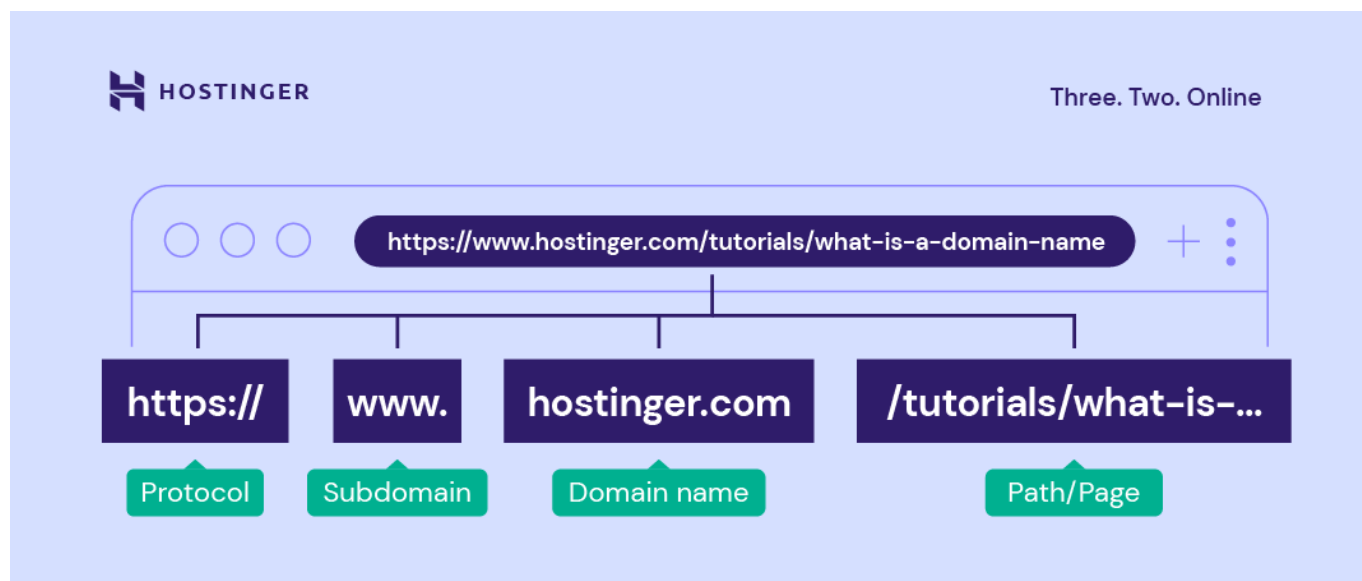 HOSTINGER
Three. Two. Online
https://www.hostinger.com/tutorials/what-is-a-domain-name
https://
www.
hostinger.com
/tutorials/what-is-...
Protocol
Subdomain
Domain name
Path/Page